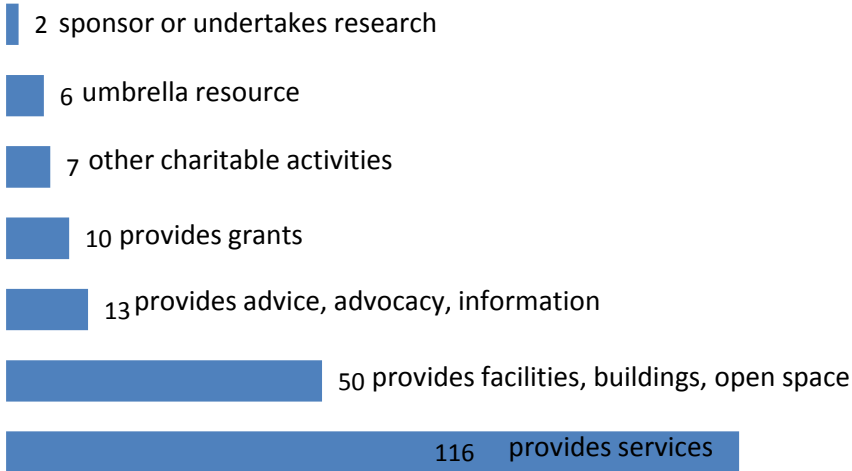 2 sponsor or undertakes research
6 umbrella resource
7 other charitable activities
10 provides grants
13 provides advice, advocacy, information
50 provides facilities, buildings, open space
116 provides services